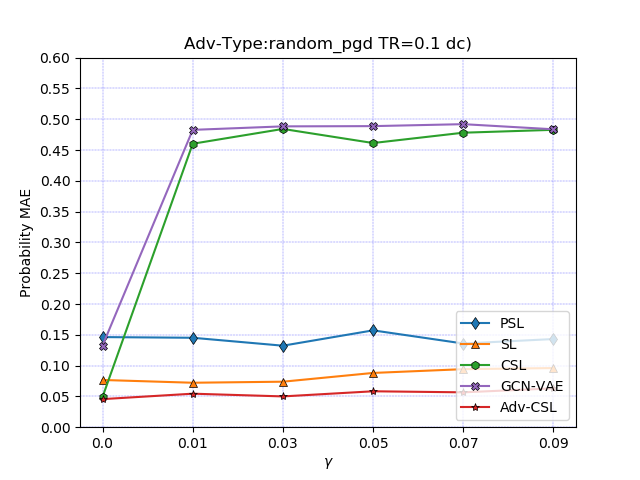 Adv-Type:random_pgd TR=0.1 dc)
0.60
0.55
0.50
0.45
0.40
0.35
0.30
0.25
0.20
0.15
0.10
0.05
0.00
Probability MAE
PSL
SL
CSL
GCN-VAE
Adv-CSL
0.0 0.01 0.03 0.05 0.07 0.09
γ